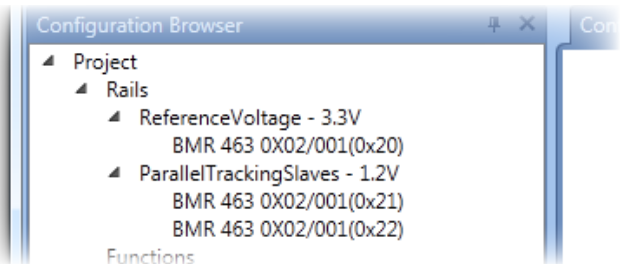 Configuration Browser
Con
Project
Rails
ReferenceVoltage - 3.3V
BMR 463 0X02/001(0x20)
ParallelTrackingSlaves - 1.2V
BMR 463 0X02/001(0x21)
BMR 463 0X02/001(0x22)
Functions